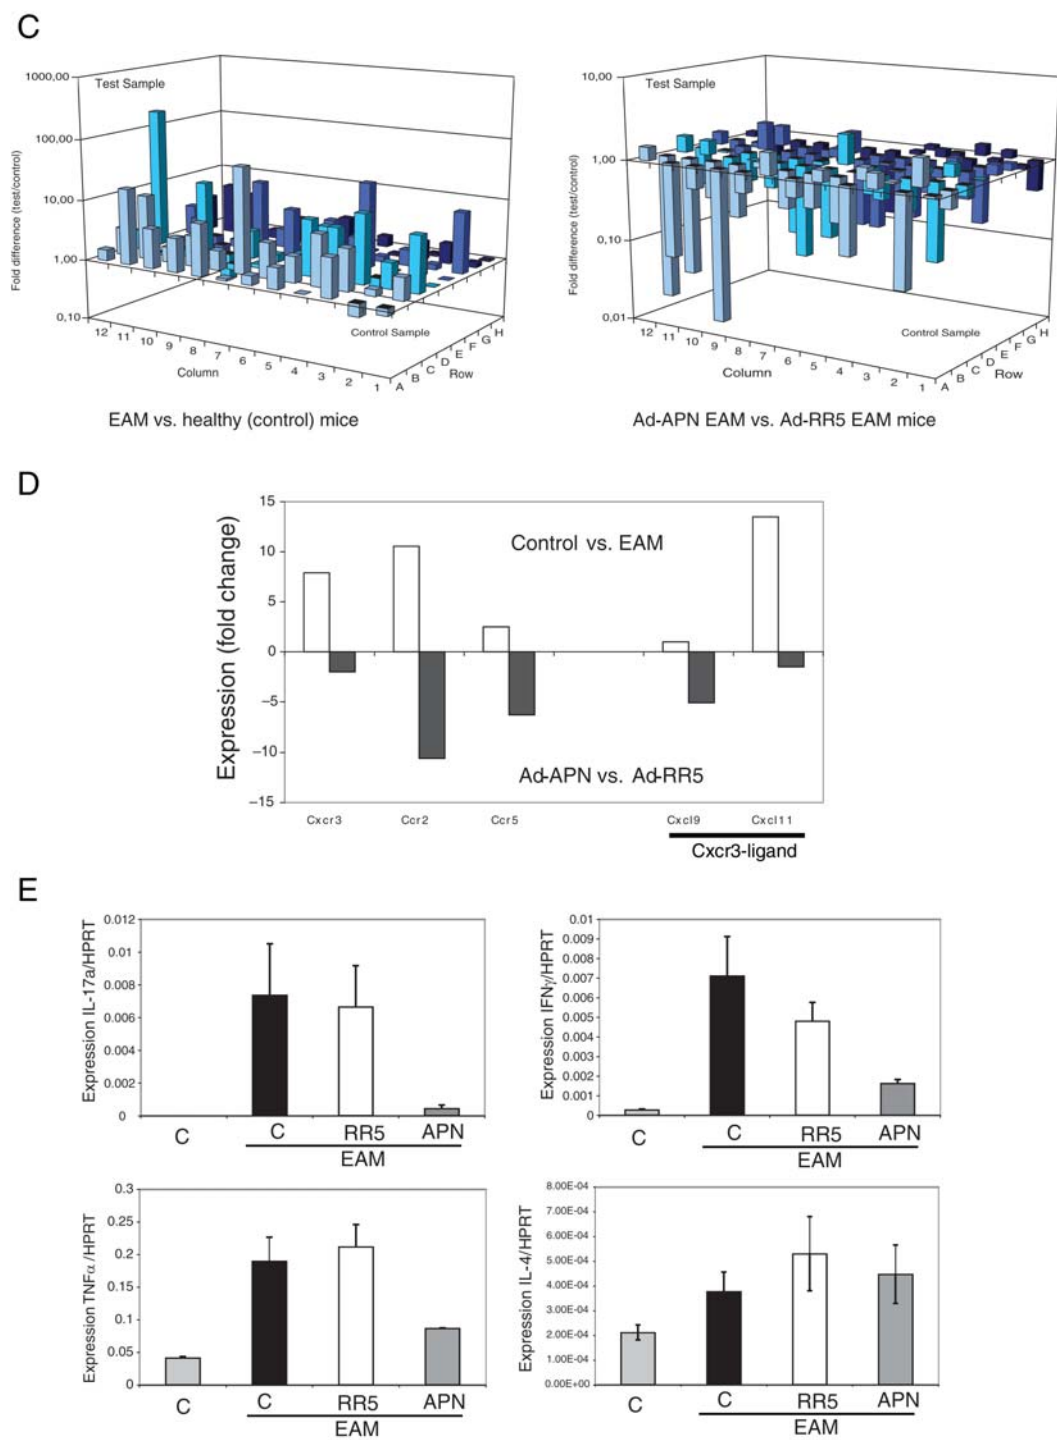 C
1000,00
Test Sample
100,00
10,00
1,00
0,10
Fold difference (test/control)
Control Sample
12 11 10 9 8 7 6 5 4 3 2 1
Column
A B C D E F G H
Row
EAM vs. healthy (control) mice
10,00
Test Sample
1,00
0,10
0,01
Fold difference (test/control)
Control Sample
12 11 10 9 8 7 6 5 4 3 2 1
Column
A B C D E F G H
Row
Ad-APN EAM vs. Ad-RR5 EAM mice
D
Expression (fold change)
15
10
5
0
−5
−10
−15
Control vs. EAM
Ad-APN vs. Ad-RR5
Cxcr3 Ccr2 Ccr5 Cxcl9 Cxcl11
Cxcr3-ligand
E
Expression IL-17a/HPRT
0.012
0.01
0.008
0.006
0.004
0.002
0
C C RR5 APN
EAM
Expression IFNγ/HPRT
0.01
0.009
0.008
0.007
0.006
0.005
0.004
0.003
0.002
0.001
0
C C RR5 APN
EAM
Expression TNFα/HPRT
0.3
0.25
0.2
0.15
0.1
0.05
0
C C RR5 APN
EAM
Expression IL-4/HPRT
8.00E-04
7.00E-04
6.00E-04
5.00E-04
4.00E-04
3.00E-04
2.00E-04
1.00E-04
0.00E+00
C C RR5 APN
EAM